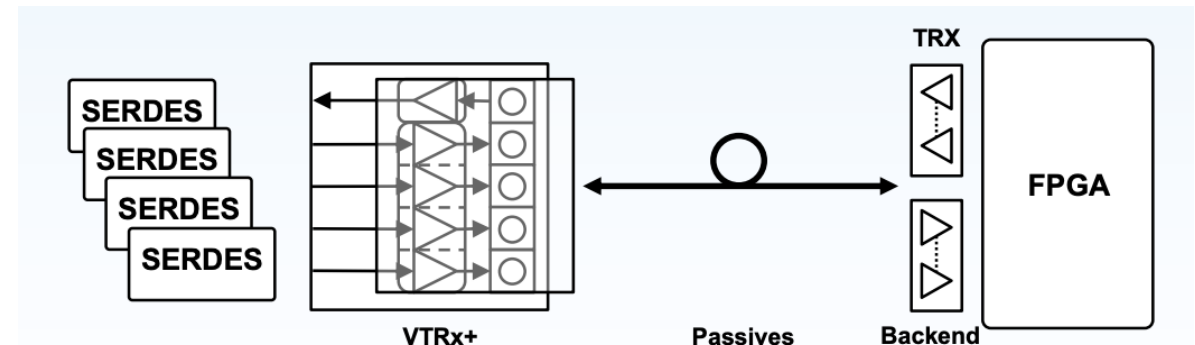 SERDES
SERDES
SERDES
SERDES
VTRx+
Passives
TRX
Backend
FPGA